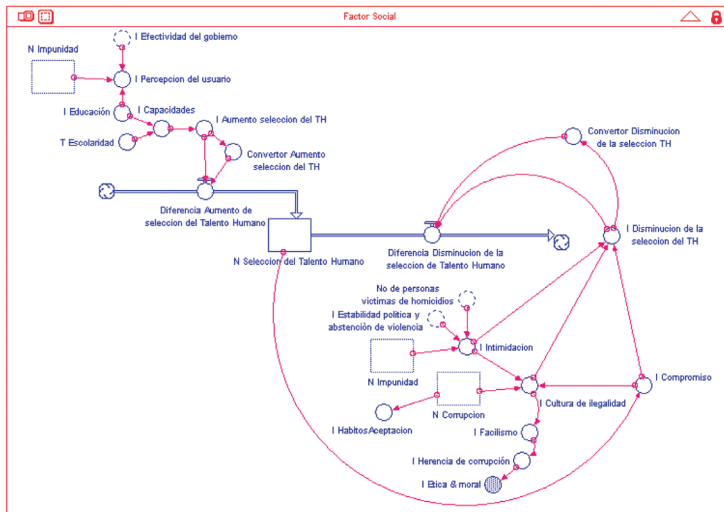 Factor Social
I Efectividad del gobierno
N Impunidad
I Percepcion del usuario
I Educación
I Capacidades
I Aumento seleccion del TH
T Escolaridad
Convertor Aumento
seleccion del TH
Convertor Disminucion
de la seleccion TH
Diferencia Aumento de
seleccion del Talento Humano
I Disminucion de la
seleccion del TH
N Seleccion del Talento Humano
Diferencia Disminucion de la
seleccion de Talento Humano
No de personas
victimas de homicidios
I Estabilidad politica y
abstenciòn de violencia
I Intimidacion
N Impunidad
I Compromiso
N Corrupcion
I Cultura de ilegalidad
I HabitosAceptacion
I Facilismo
I Herencia de corrupción
I Etica & moral